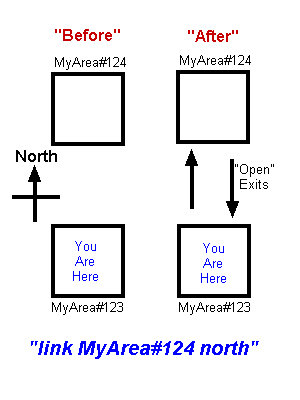 "Before" "After"
MyArea#124 MyArea#124
North
"Open"
Exits
You
Are
Here
You
Are
Here
MyArea#123 MyArea#123
"link MyArea#124 north"